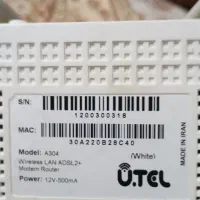 S/N:
1200300318
MAC:
30A220B28C40
Model: A304
(White)
Wireless LAN ADSL2+
Modem Router
Power: 12V-500mA
U.TEL
MADE IN IRAN